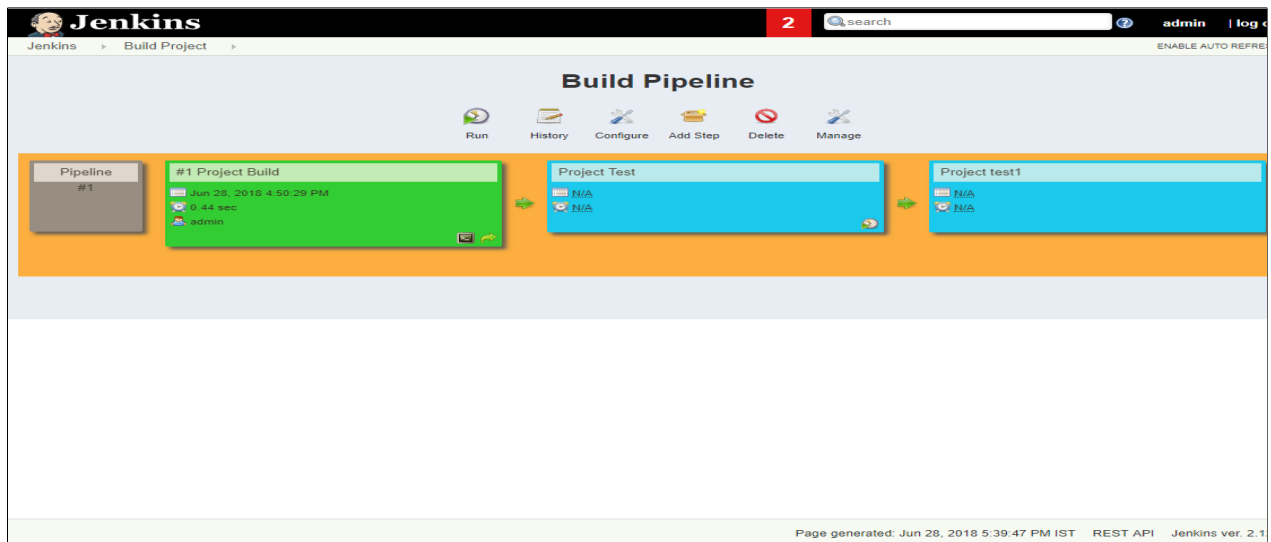 Jenkins 2 search admin | log
Jenkins Build Project ENABLE AUTO
Build Pipeline
Run History Configure Add Step Delete Manage
Pipeline #1 Project Build Project Test Project test1
#1 Jun 28, 2018 4:50:29 PM N/A N/A
0.44 sec N/A N/A
admin
Page generated: Jun 28, 2018 5:39:47 PM IST REST API Jenkins ver. 2.1